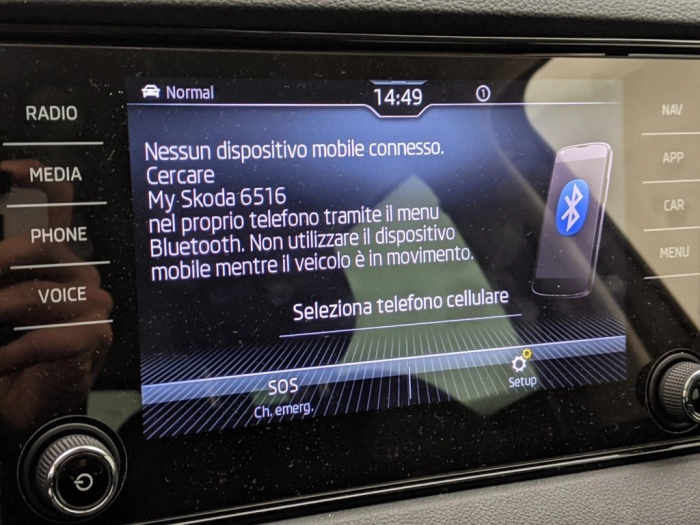 Normal
14:49
1
RADIO
MEDIA
PHONE
VOICE
NAV
APP
CAR
MENU
Nessun dispositivo mobile connesso.
Cercare
My Skoda 6516
nel proprio telefono tramite il menu
Bluetooth. Non utilizzare il dispositivo
mobile mentre il veicolo è in movimento.
Seleziona telefono cellulare
SOS
Ch. emerg.
Setup